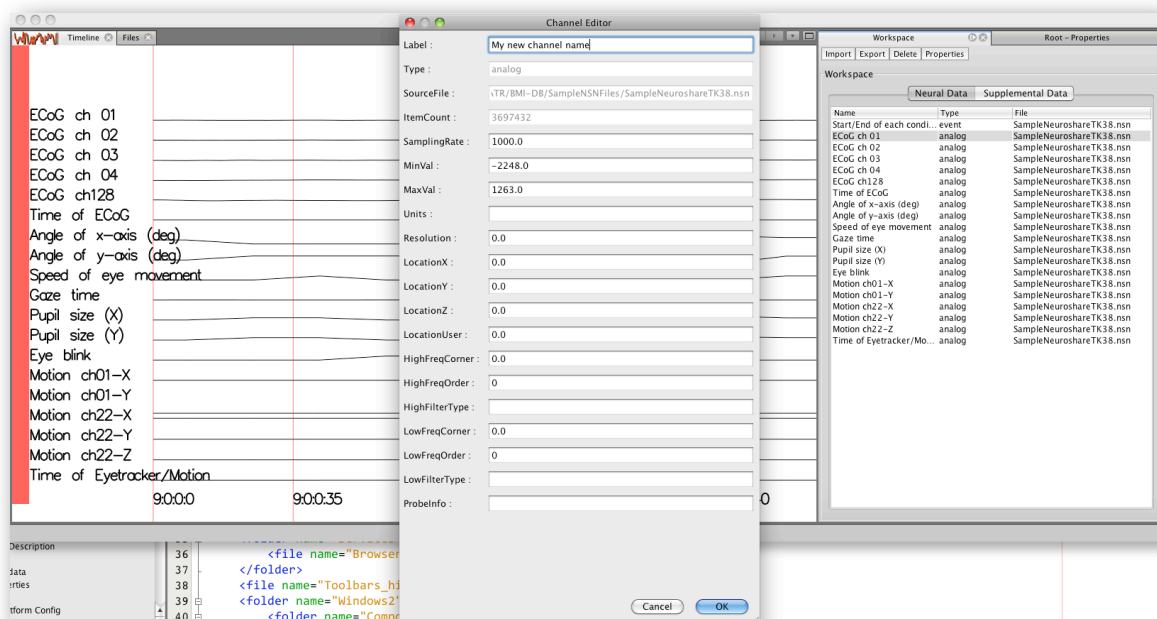 Channel Editor
Timeline
Files
Workspace
Root - Properties
Import Export Delete Properties
Workspace
Neural Data Supplemental Data
Name Type File
Start/End of each condi... event SampleNeuroshareTK38.nsn
ECoG ch 01 analog SampleNeuroshareTK38.nsn
ECoG ch 02 analog SampleNeuroshareTK38.nsn
ECoG ch 03 analog SampleNeuroshareTK38.nsn
ECoG ch 04 analog SampleNeuroshareTK38.nsn
ECoG ch128 analog SampleNeuroshareTK38.nsn
Time of ECoG analog SampleNeuroshareTK38.nsn
Angle of x-axis (deg) analog SampleNeuroshareTK38.nsn
Angle of y-axis (deg) analog SampleNeuroshareTK38.nsn
Speed of eye movement analog SampleNeuroshareTK38.nsn
Gaze time analog SampleNeuroshareTK38.nsn
Pupil size (X) analog SampleNeuroshareTK38.nsn
Pupil size (Y) analog SampleNeuroshareTK38.nsn
Eye blink analog SampleNeuroshareTK38.nsn
Motion ch01-X analog SampleNeuroshareTK38.nsn
Motion ch01-Y analog SampleNeuroshareTK38.nsn
Motion ch22-X analog SampleNeuroshareTK38.nsn
Motion ch22-Y analog SampleNeuroshareTK38.nsn
Motion ch22-Z analog SampleNeuroshareTK38.nsn
Time of Eyetracker/Mo... analog SampleNeuroshareTK38.nsn
Label : My new channel name
Type : analog
SourceFile : \TR/BMI-DB/SampleNSNFiles/SampleNeuroshareTK38.nsn
ItemCount : 3697432
SamplingRate : 1000.0
MinVal : -2248.0
MaxVal : 1263.0
Units :
Resolution : 0.0
LocationX : 0.0
LocationY : 0.0
LocationZ : 0.0
LocationUser : 0.0
HighFreqCorner : 0.0
HighFreqOrder : 0
HighFilterType :
LowFreqCorner : 0.0
LowFreqOrder : 0
LowFilterType :
ProbeInfo :
Cancel OK
ECoG ch 01
ECoG ch 02
ECoG ch 03
ECoG ch 04
ECoG ch128
Time of ECoG
Angle of x-axis (deg)
Angle of y-axis (deg)
Speed of eye movement
Gaze time
Pupil size (X)
Pupil size (Y)
Eye blink
Motion ch01-X
Motion ch01-Y
Motion ch22-X
Motion ch22-Y
Motion ch22-Z
Time of Eyetracker/Motion
9:0:0:0 9:0:0:35 0
Description
data
erties
tform Config
36 <file name="Browser
37 </folder>
38 <file name="Toolbars_hi
39 <folder name="Windows2"
40 <folder name="Compo